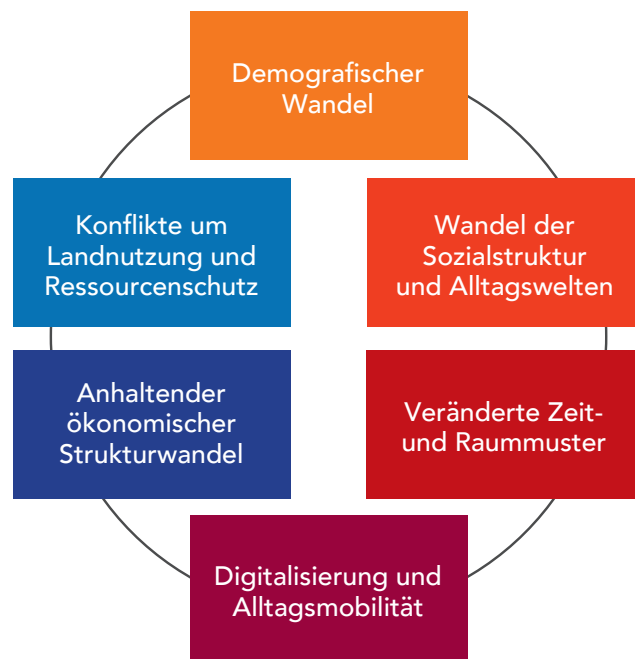 Demografischer
Wandel
Konflikte um
Landnutzung und
Ressourcenschutz
Wandel der
Sozialstruktur
und Alltagswelten
Anhaltender
ökonomischer
Strukturwandel
Veränderte Zeit-
und Raummuster
Digitalisierung und
Alltagsmobilität